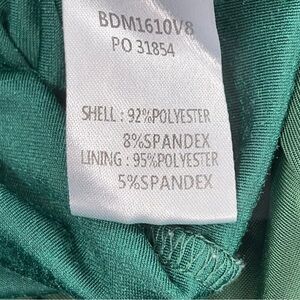 BDM1610V8
PO 31854
SHELL : 92%POLYESTER
8%SPANDEX
LINING : 95%POLYESTER
5%SPANDEX